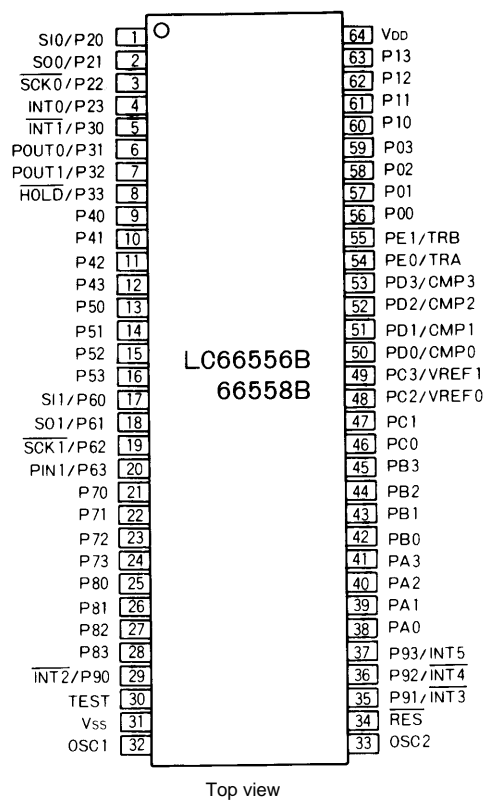 SI0/P20 1
SO0/P21 2
SCK0/P22 3
INT0/P23 4
INT1/P30 5
POUT0/P31 6
POUT1/P32 7
HOLD/P33 8
P40 9
P41 10
P42 11
P43 12
P50 13
P51 14
P52 15
P53 16
SI1/P60 17
SO1/P61 18
SCK1/P62 19
PIN1/P63 20
P70 21
P71 22
P72 23
P73 24
P80 25
P81 26
P82 27
P83 28
INT2/P90 29
TEST 30
VSS 31
OSC1 32
LC66556B
66558B
64 VDD
63 P13
62 P12
61 P11
60 P10
59 P03
58 P02
57 P01
56 P00
55 PE1/TRB
54 PE0/TRA
53 PD3/CMP3
52 PD2/CMP2
51 PD1/CMP1
50 PD0/CMP0
49 PC3/VREF1
48 PC2/VREF0
47 PC1
46 PC0
45 PB3
44 PB2
43 PB1
42 PB0
41 PA3
40 PA2
39 PA1
38 PA0
37 P93/INT5
36 P92/INT4
35 P91/INT3
34 RES
33 OSC2
Top view